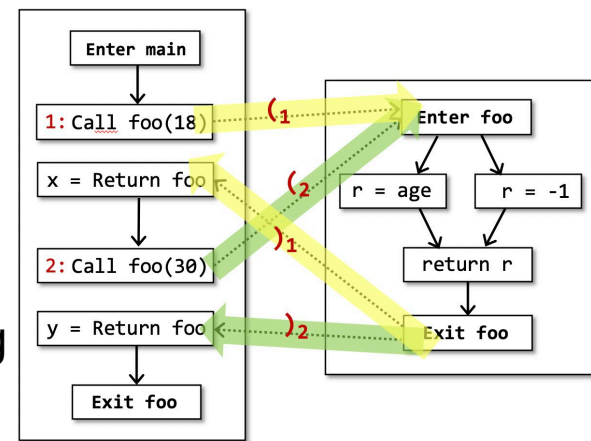 Enter main
1: Call foo(18)
x = Return foo
2: Call foo(30)
y = Return foo
Exit foo
(1
(2
)1
)2
Enter foo
r = age
r = -1
return r
Exit foo
g